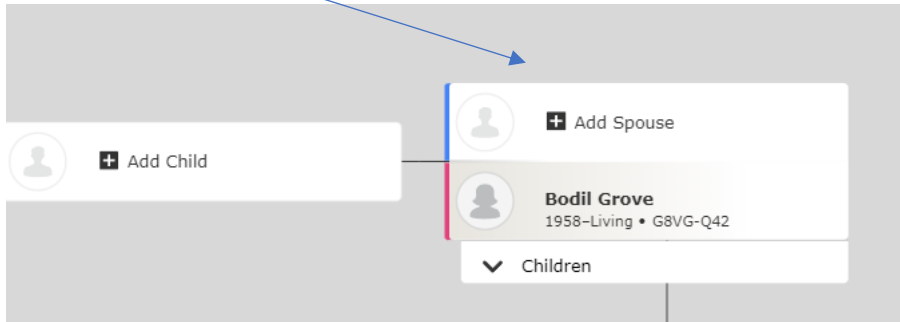 Add Spouse
Add Child
Bodil Grove
1958–Living • G8VG-Q42
Children